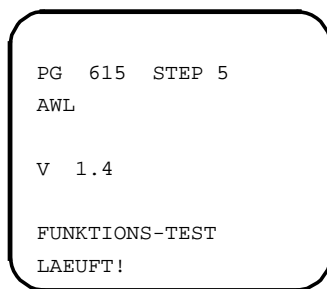 PG 615 STEP 5
AWL
V 1.4
FUNKTIONS-TEST
LAEUFT!